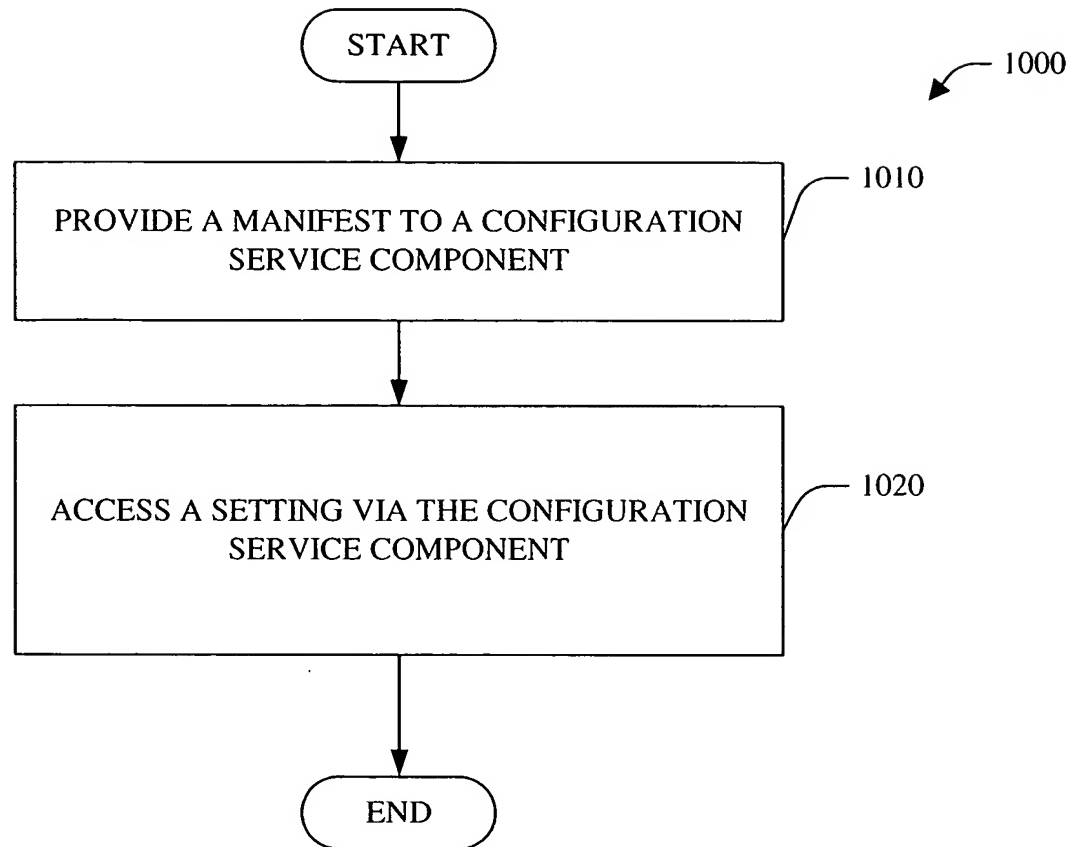 START
1000
PROVIDE A MANIFEST TO A CONFIGURATION
SERVICE COMPONENT
1010
ACCESS A SETTING VIA THE CONFIGURATION
SERVICE COMPONENT
1020
END